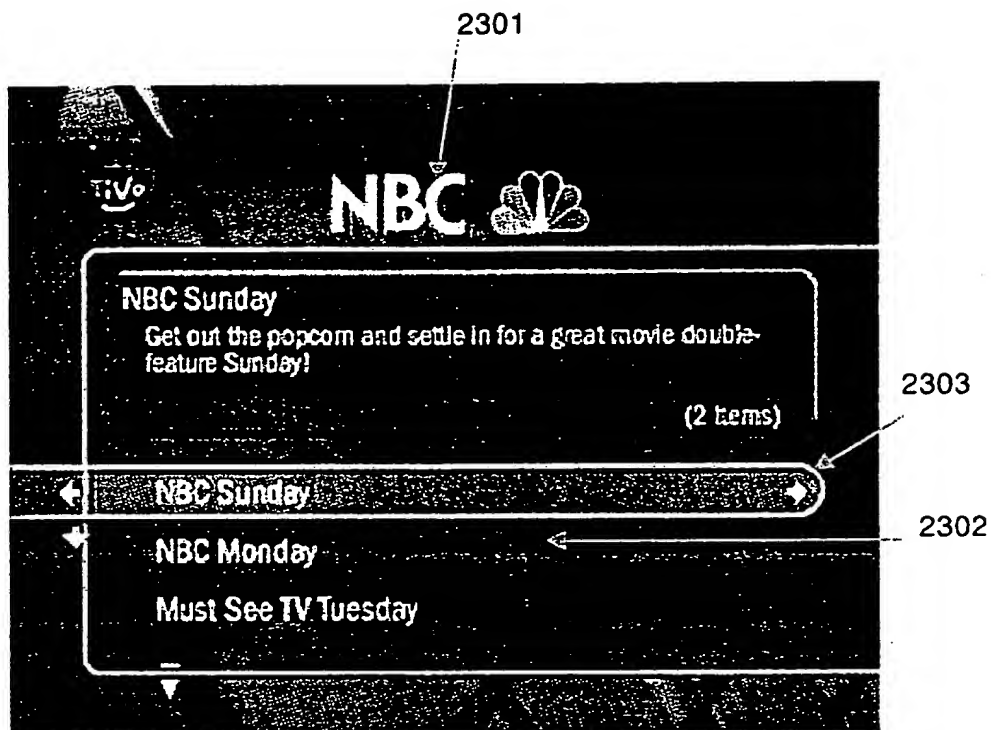 2301
TiVo
NBC
NBC Sunday
Get out the popcorn and settle in for a great movie double-
feature Sunday!
(2 items)
2303
NBC Sunday
2302
NBC Monday
Must See TV Tuesday